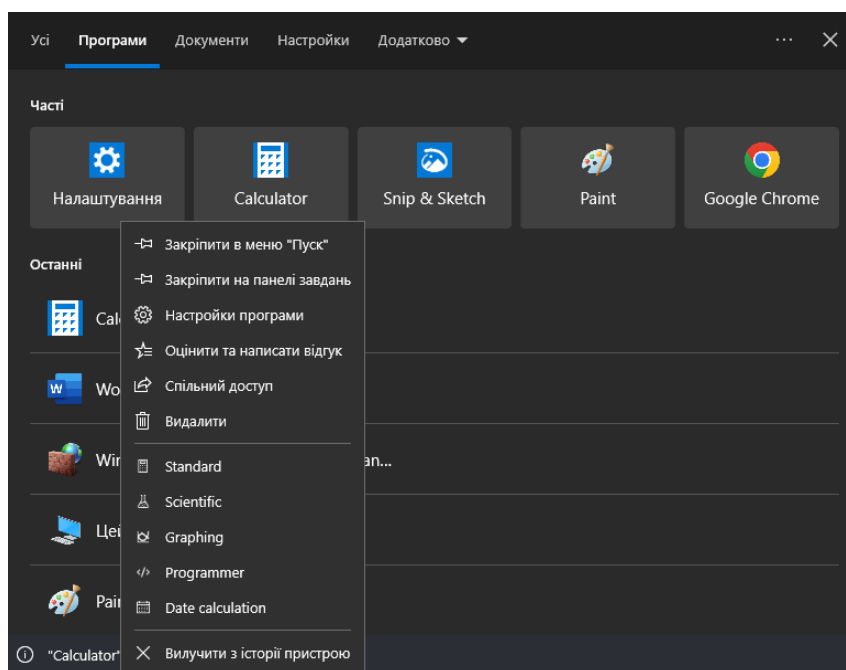 Усі Програми Документи Настройки Додатково
Часті
Налаштування Calculator Snip & Sketch Paint Google Chrome
Закріпити в меню "Пуск"
Останні
Закріпити на панелі завдань
Настройки програми
Оцінити та написати відгук
Спільний доступ
Видалити
Standard
an...
Scientific
Graphing
Programmer
Date calculation
"Calculator"
Вилучити з історії пристрою